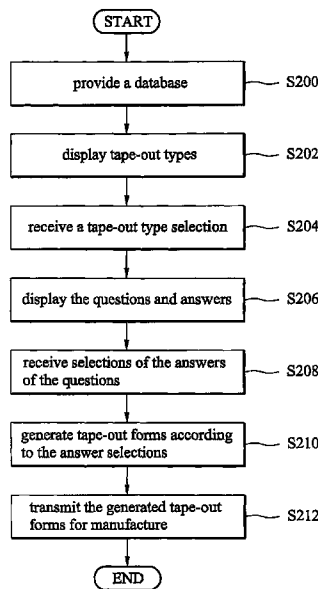 START
provide a database
S200
display tape-out types
S202
receive a tape-out type selection
S204
display the questions and answers
S206
receive selections of the answers
of the questions
S208
generate tape-out forms according
to the answer selections
S210
transmit the generated tape-out
forms for manufacture
S212
END